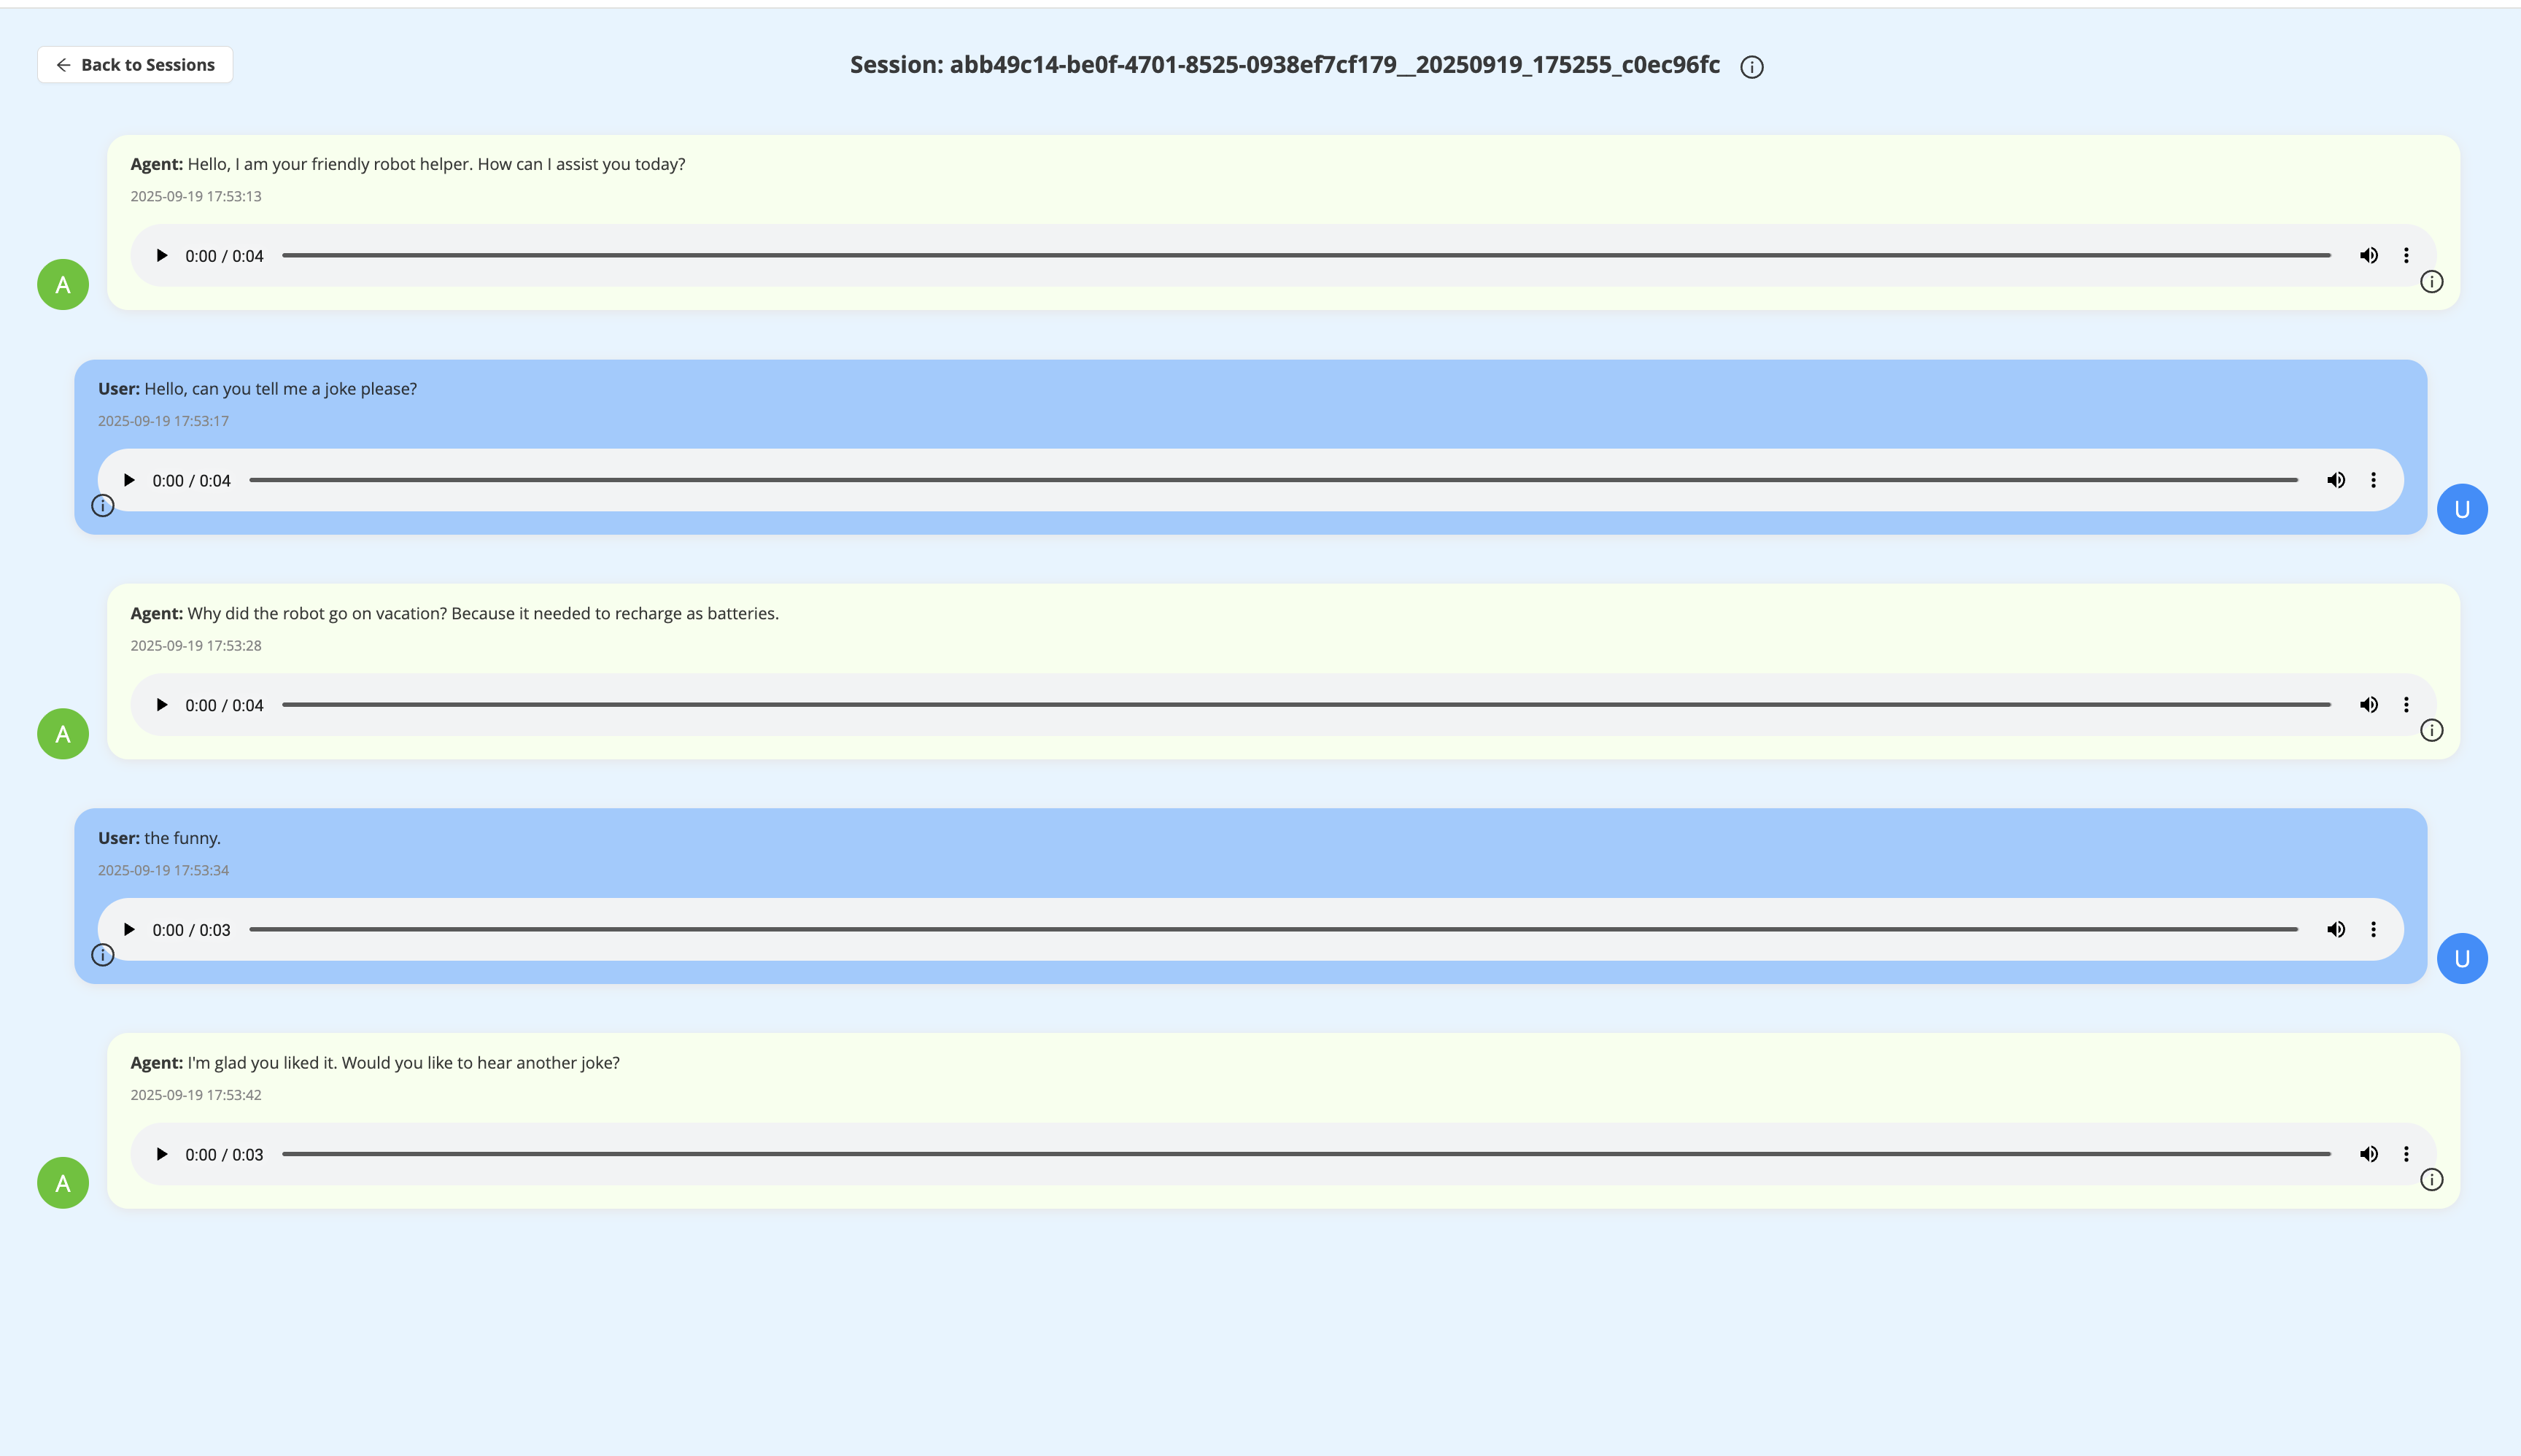 Back to Sessions
Session: abb49c14-be0f-4701-8525-0938ef7cf179__20250919_175255_c0ec96fc
Agent: Hello, I am your friendly robot helper. How can I assist you today?
2025-09-19 17:53:13
0:00 / 0:04
A
User: Hello, can you tell me a joke please?
2025-09-19 17:53:17
0:00 / 0:04
U
Agent: Why did the robot go on vacation? Because it needed to recharge as batteries.
2025-09-19 17:53:28
0:00 / 0:04
A
User: the funny.
2025-09-19 17:53:34
0:00 / 0:03
U
Agent: I'm glad you liked it. Would you like to hear another joke?
2025-09-19 17:53:42
0:00 / 0:03
A